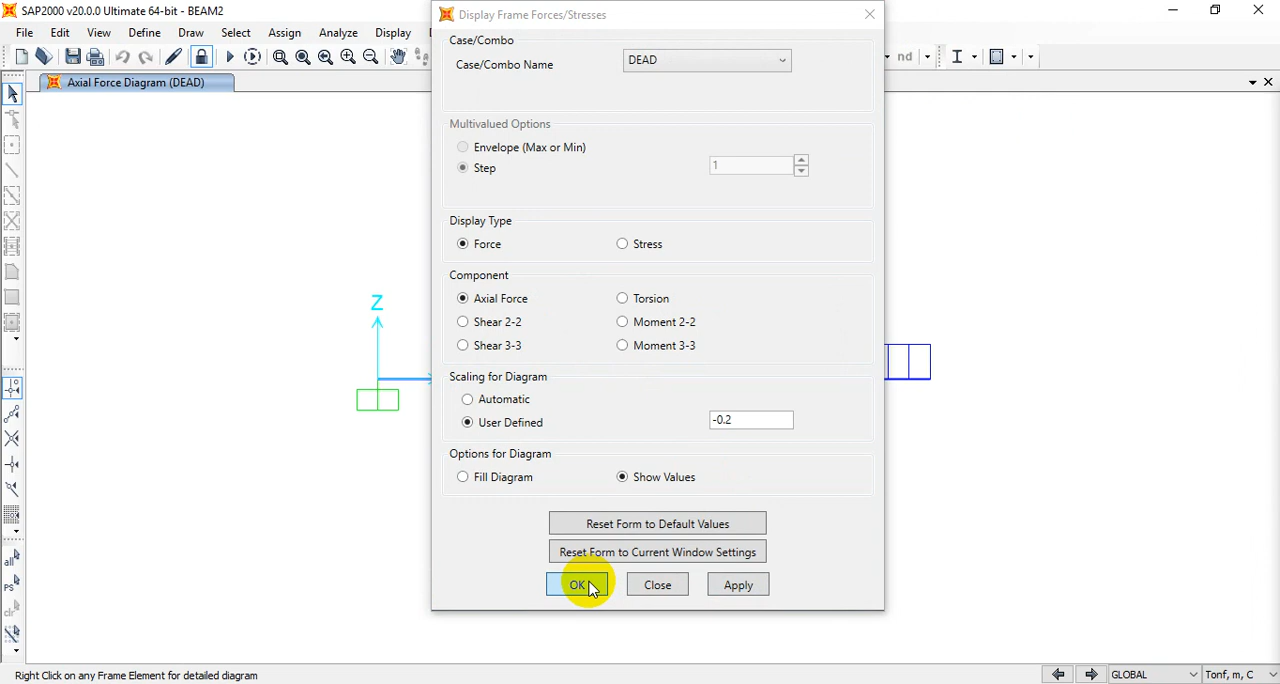 SAP2000 v20.0.0 Ultimate 64-bit - BEAM2
File Edit View Define Draw Select Assign Analyze Display
nd
Axial Force Diagram (DEAD)
Display Frame Forces/Stresses
Case/Combo
Case/Combo Name DEAD
Multivalued Options
Envelope (Max or Min)
Step 1
Display Type
Force Stress
Component
Axial Force Torsion
Shear 2-2 Moment 2-2
Shear 3-3 Moment 3-3
Scaling for Diagram
Automatic
User Defined -0.2
Options for Diagram
Fill Diagram Show Values
Reset Form to Default Values
Reset Form to Current Window Settings
OK Close Apply
Z
all
PS
clr
Right Click on any Frame Element for detailed diagram
GLOBAL Tonf, m, C